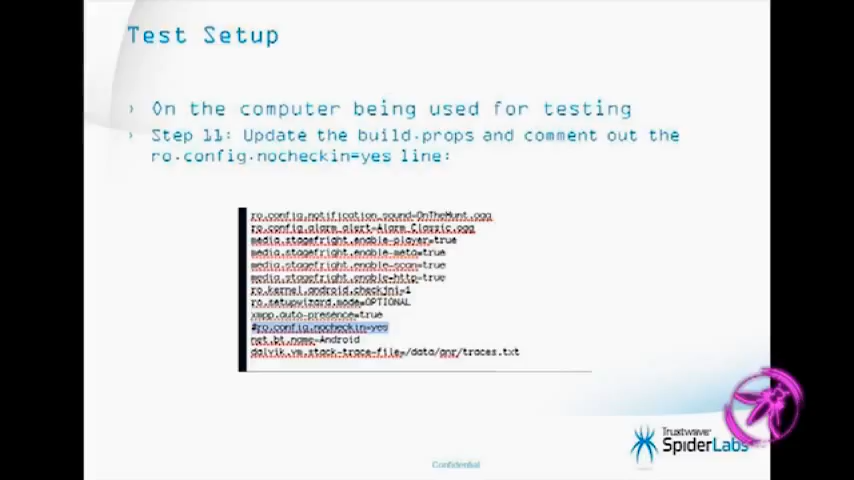 Test Setup
› On the computer being used for testing
› Step 11: Update the build.props and comment out the
ro.config.nocheckin=yes line:
ro.config.notification_sound=OnTheHunt.ogg
ro.config.alarm_alert=Alarm_Classic.ogg
media.stagefright.enable-player=true
media.stagefright.enable-meta=true
media.stagefright.enable-scan=true
media.stagefright.enable-http=true
ro.kernel.android.checkjni=1
ro.setupwizard.mode=OPTIONAL
xmpp.auto-presence=true
#ro.config.nocheckin=yes
net.bt.name=Android
dalvik.vm.stack-trace-file=/data/anr/traces.txt
Trustwave®
SpiderLabs
Confidential